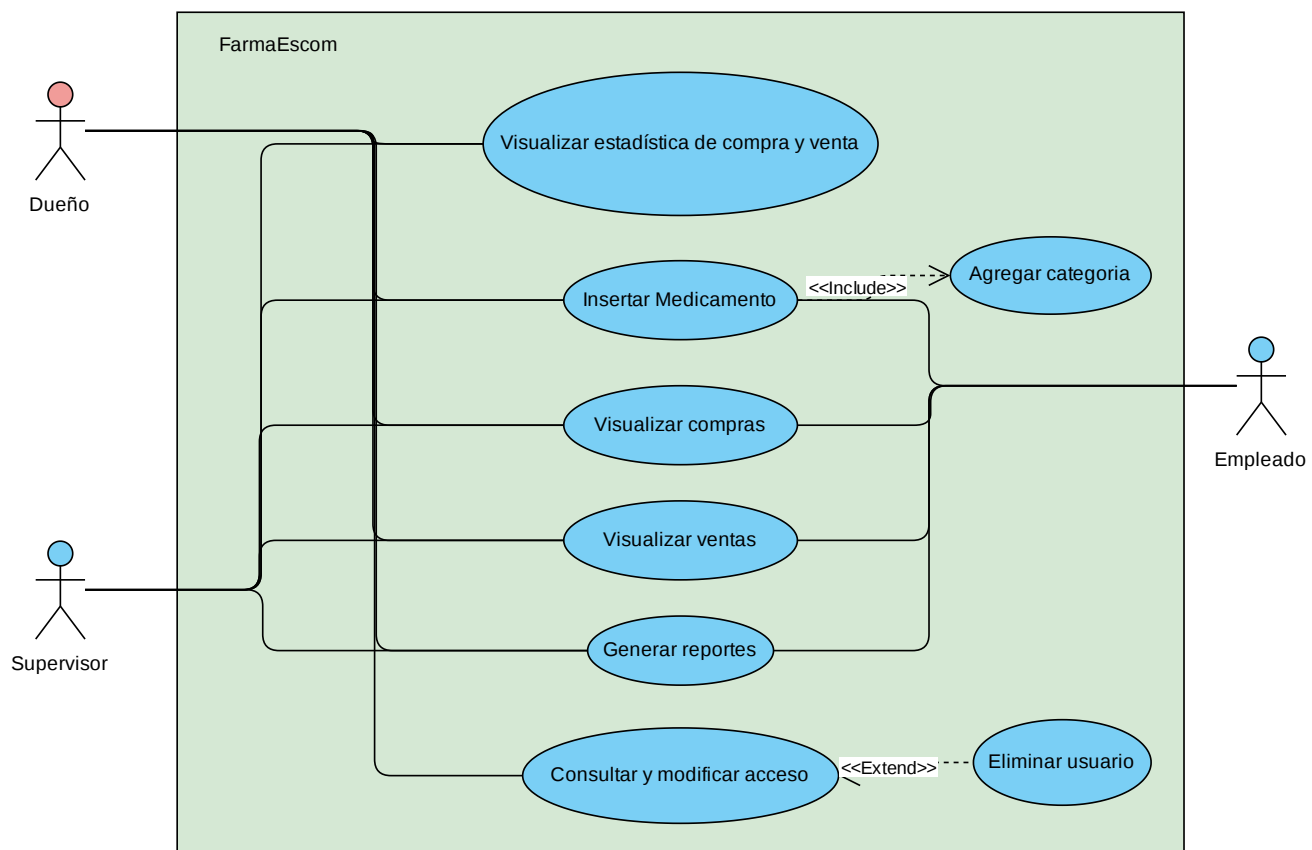 FarmaEscom
Dueño
Visualizar estadística de compra y venta
Agregar categoria
<<Include>>
Insertar Medicamento
Visualizar compras
Empleado
Visualizar ventas
Supervisor
Generar reportes
Consultar y modificar acceso
<<Extend>>
Eliminar usuario